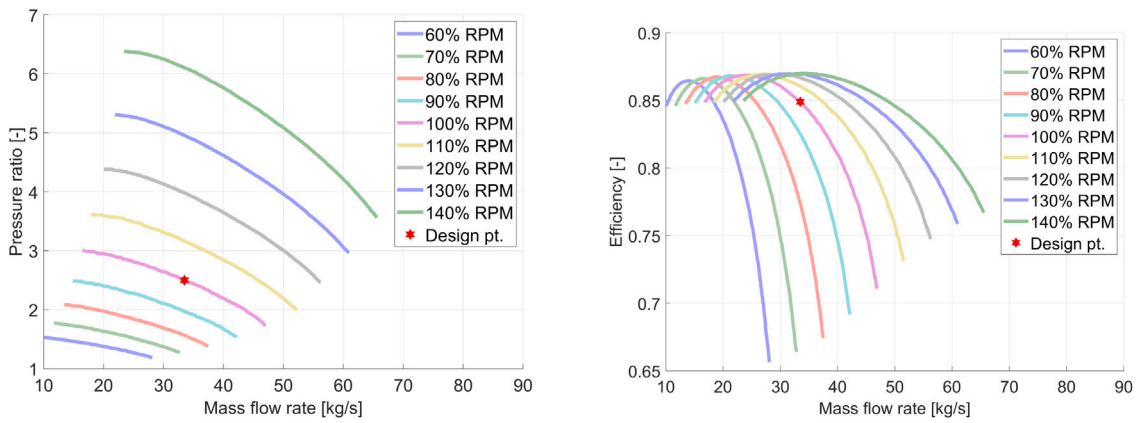 7
6
5
4
3
2
1
Pressure ratio [-]
10 20 30 40 50 60 70 80 90
Mass flow rate [kg/s]
60% RPM
70% RPM
80% RPM
90% RPM
100% RPM
110% RPM
120% RPM
130% RPM
140% RPM
Design pt.
0.9
0.85
0.8
0.75
0.7
0.65
Efficiency [-]
10 20 30 40 50 60 70 80 90
Mass flow rate [kg/s]
60% RPM
70% RPM
80% RPM
90% RPM
100% RPM
110% RPM
120% RPM
130% RPM
140% RPM
Design pt.